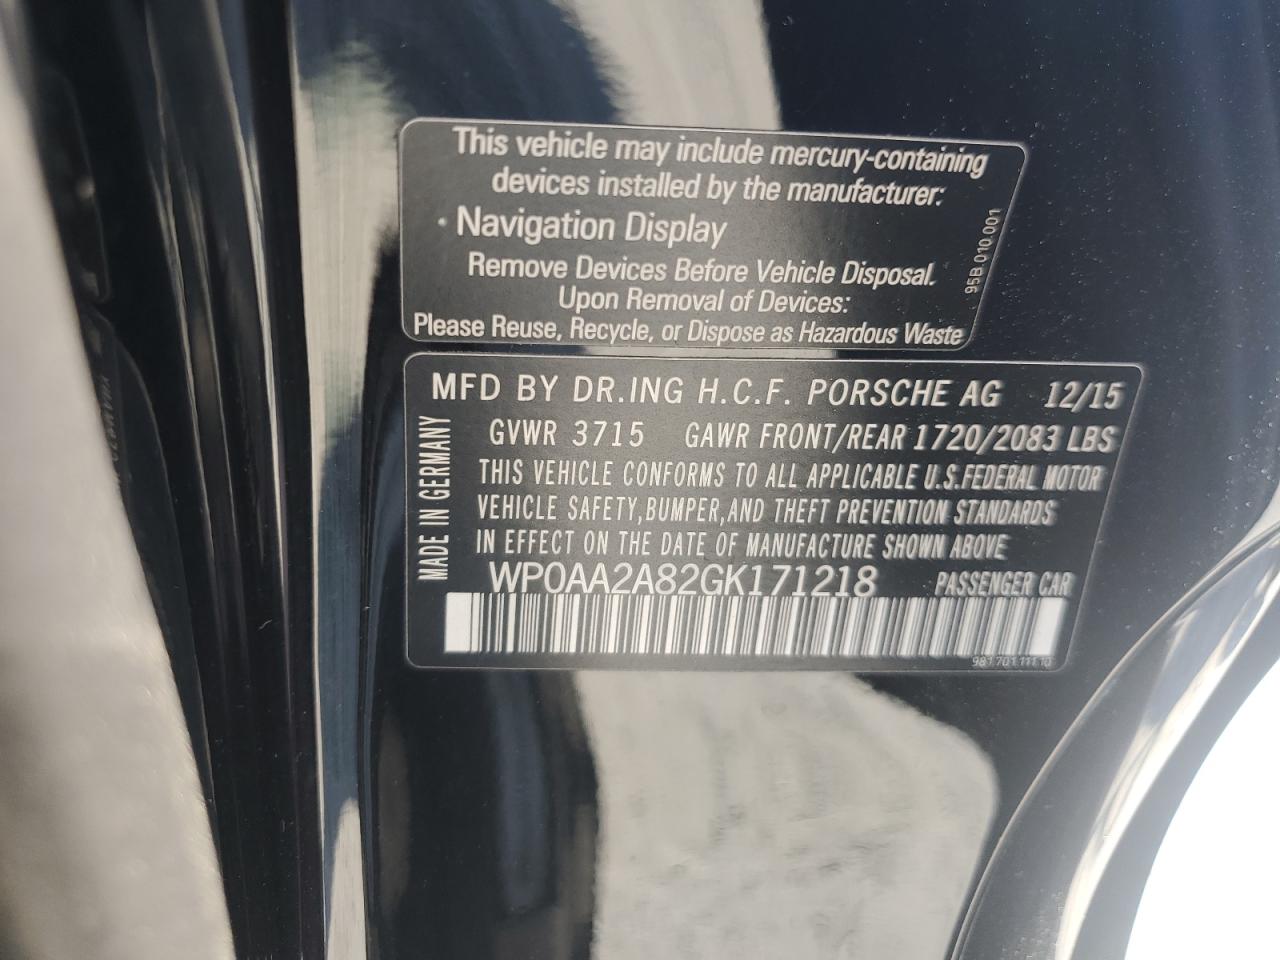 This vehicle may include mercury-containing
devices installed by the manufacturer:
· Navigation Display
Remove Devices Before Vehicle Disposal.
Upon Removal of Devices:
Please Reuse, Recycle, or Dispose as Hazardous Waste
95B.010.001
MFD BY DR.ING H.C.F. PORSCHE AG 12/15
GVWR 3715 GAWR FRONT/REAR 1720/2083 LBS
THIS VEHICLE CONFORMS TO ALL APPLICABLE U.S.FEDERAL MOTOR
VEHICLE SAFETY,BUMPER,AND THEFT PREVENTION STANDARDS
IN EFFECT ON THE DATE OF MANUFACTURE SHOWN ABOVE
WP0AA2A82GK171218 PASSENGER CAR
MADE IN GERMANY